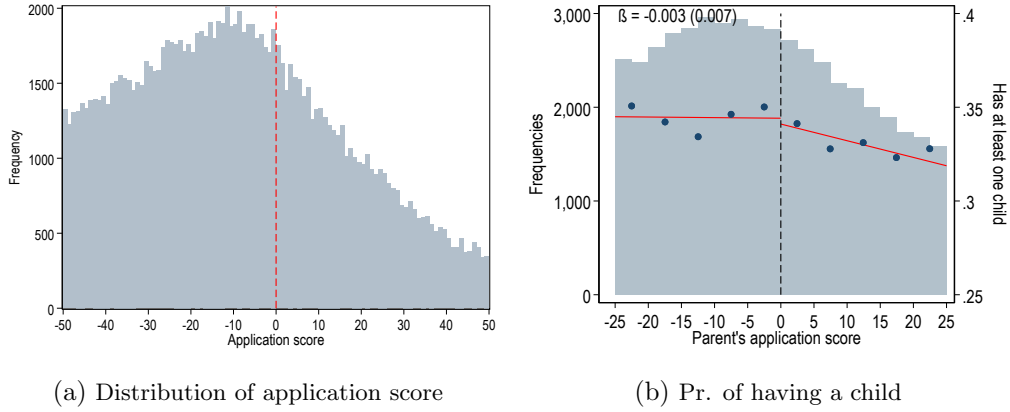 2000
1500
1000
500
0
Frequency
-50 -40 -30 -20 -10 0 10 20 30 40 50
Application score
(a) Distribution of application score
ß = -0.003 (0.007)
3,000
2,000
1,000
0
Frequencies
.4
.35
.3
.25
Has at least one child
-25 -20 -15 -10 -5 0 5 10 15 20 25
Parent's application score
(b) Pr. of having a child